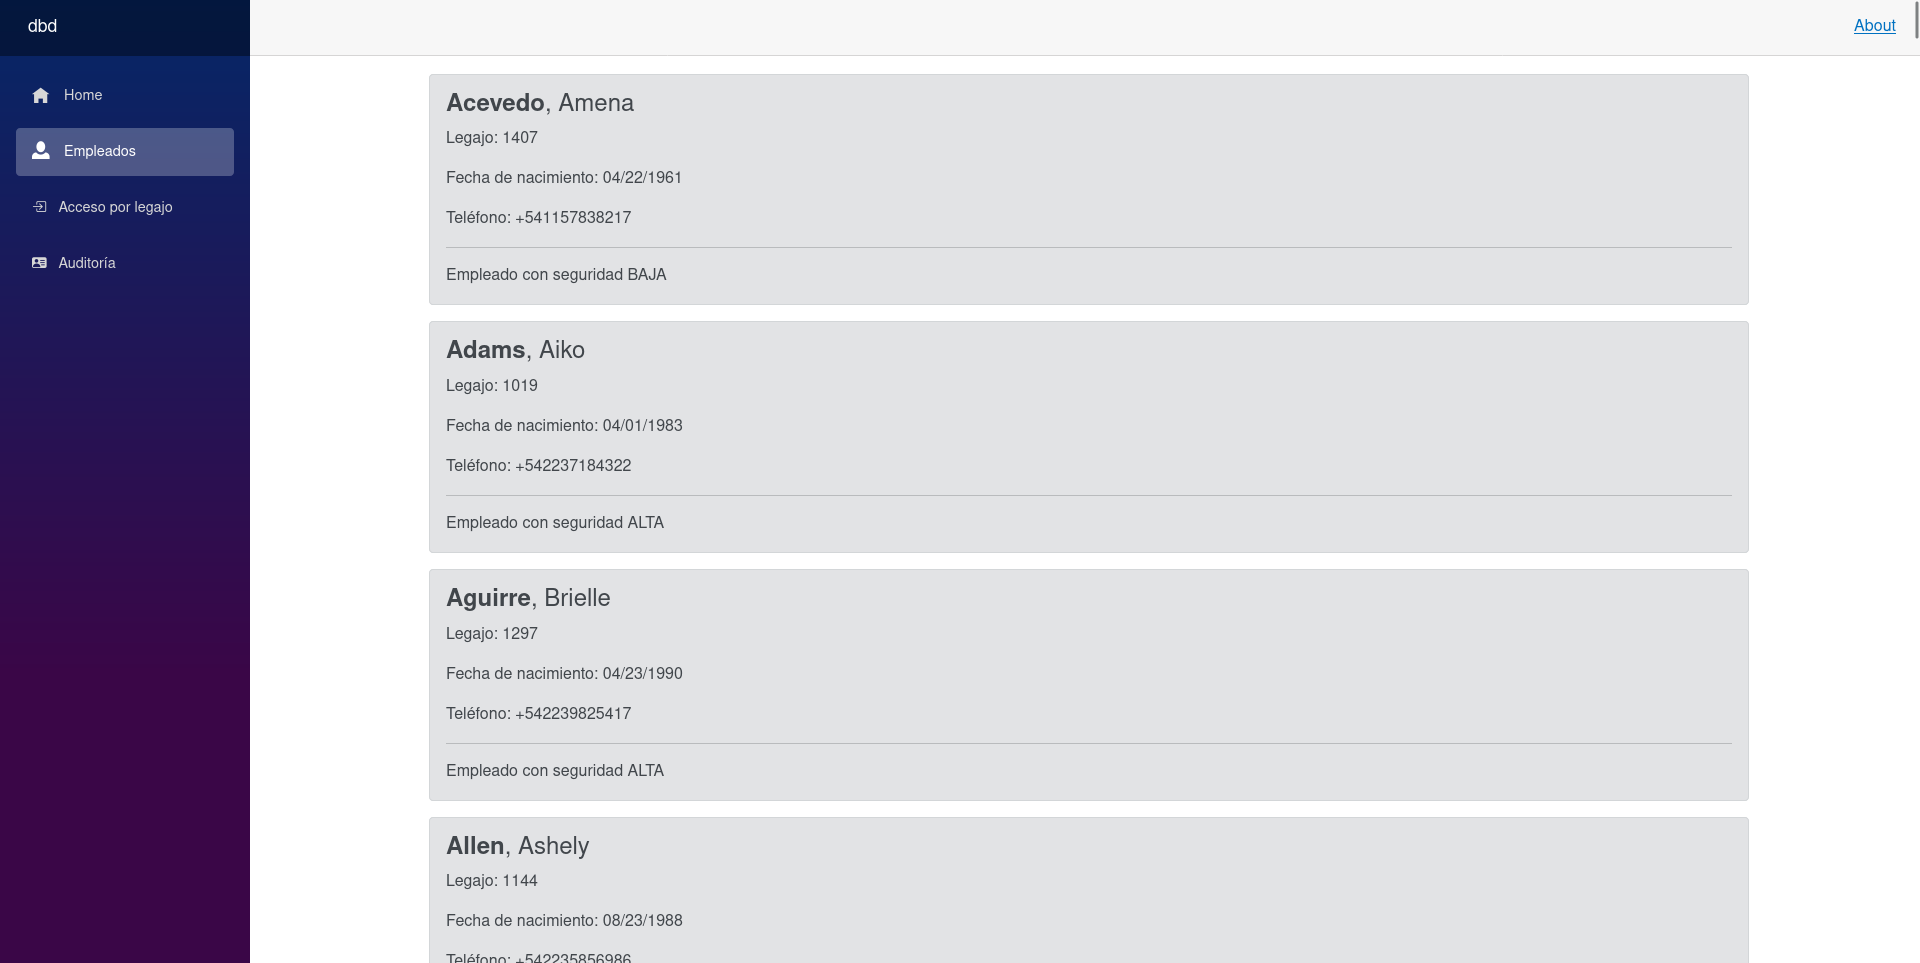 dbd
About
Home
Empleados
Acceso por legajo
Auditoría
Acevedo, Amena
Legajo: 1407
Fecha de nacimiento: 04/22/1961
Teléfono: +541157838217
Empleado con seguridad BAJA
Adams, Aiko
Legajo: 1019
Fecha de nacimiento: 04/01/1983
Teléfono: +542237184322
Empleado con seguridad ALTA
Aguirre, Brielle
Legajo: 1297
Fecha de nacimiento: 04/23/1990
Teléfono: +542239825417
Empleado con seguridad ALTA
Allen, Ashely
Legajo: 1144
Fecha de nacimiento: 08/23/1988
Teléfono: +542235856986